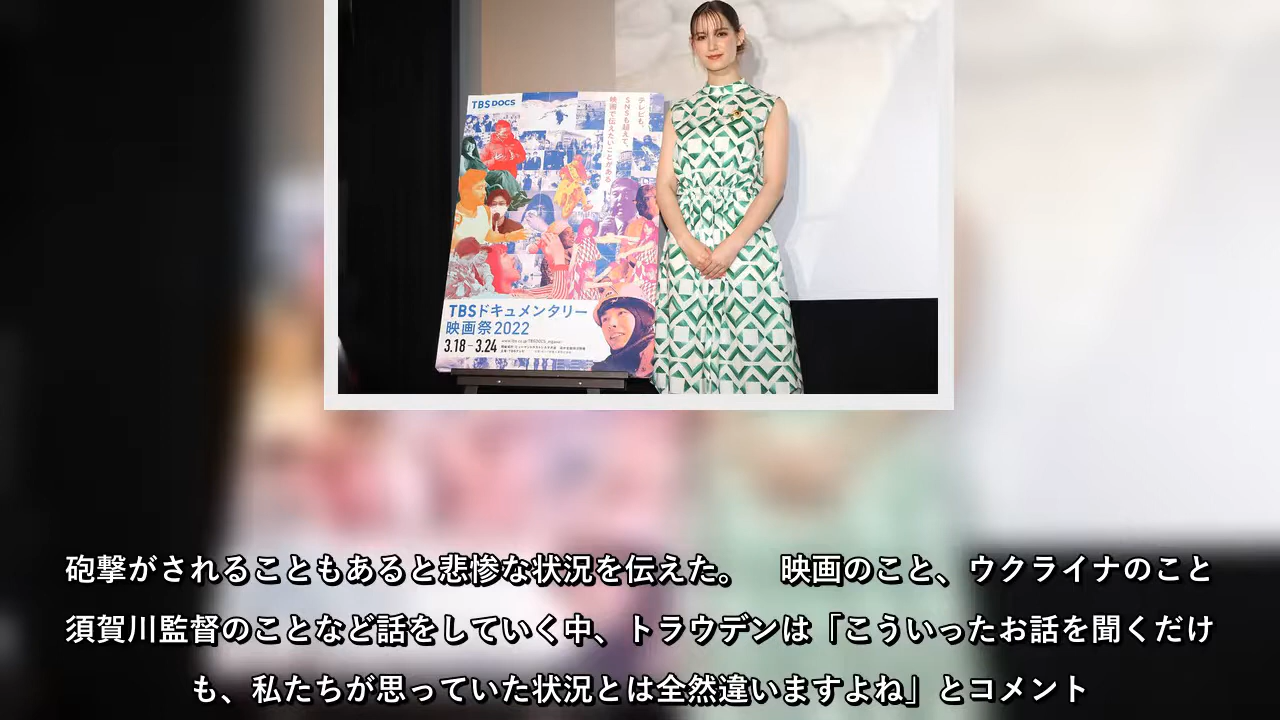 TBS DOCS
テレビも、
SNSも超えて、
映画で伝えたいことがある
TBSドキュメンタリー
映画祭2022
3.18－3.24
砲撃がされることもあると悲惨な状況を伝えた。　映画のこと、ウクライナのこと
須賀川監督のことなど話をしていく中、トラウデンは「こういったお話を聞くだけ
も、私たちが思っていた状況とは全然違いますよね」とコメント